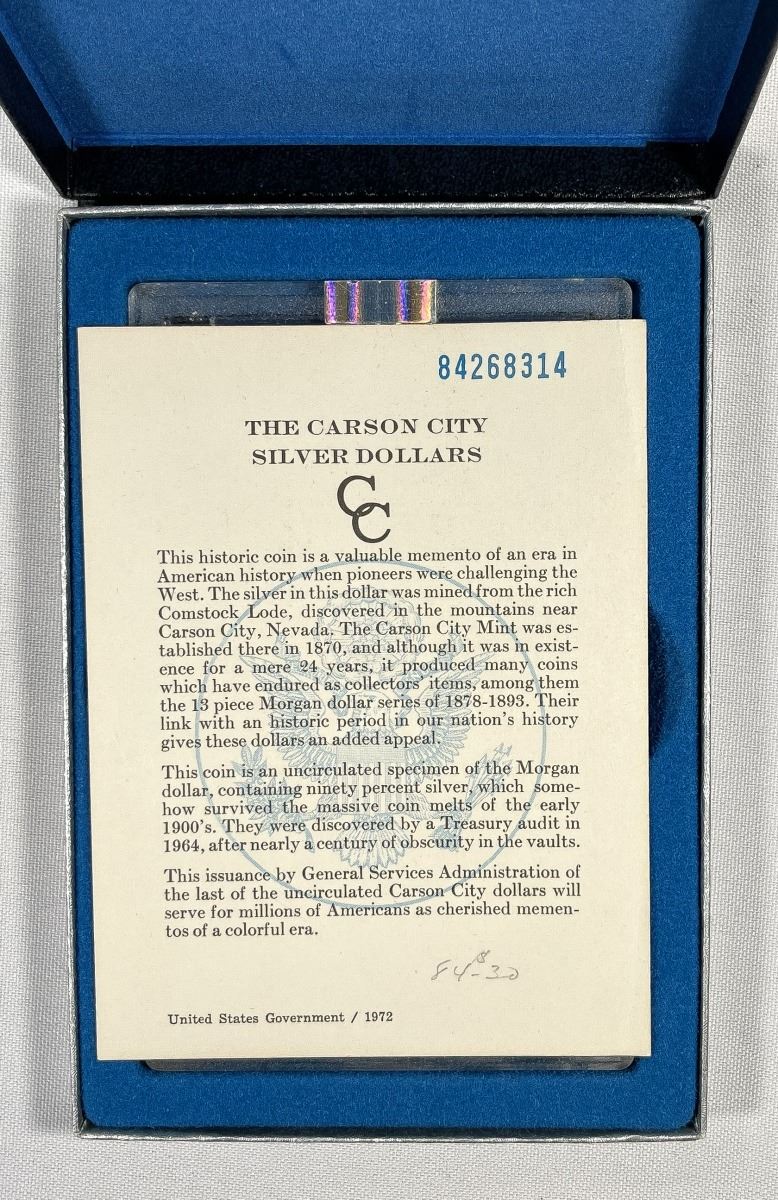 84268314
THE CARSON CITY
SILVER DOLLARS
CC
This historic coin is a valuable memento of an era in
American history when pioneers were challenging the
West. The silver in this dollar was mined from the rich
Comstock Lode, discovered in the mountains near
Carson City, Nevada. The Carson City Mint was es-
tablished there in 1870, and although it was in exist-
ence for a mere 24 years, it produced many coins
which have endured as collectors' items, among them
the 13 piece Morgan dollar series of 1878-1893. Their
link with an historic period in our nation's history
gives these dollars an added appeal.
This coin is an uncirculated specimen of the Morgan
dollar, containing ninety percent silver, which some-
how survived the massive coin melts of the early
1900's. They were discovered by a Treasury audit in
1964, after nearly a century of obscurity in the vaults.
This issuance by General Services Administration of
the last of the uncirculated Carson City dollars will
serve for millions of Americans as cherished memen-
tos of a colorful era.
84-30
United States Government / 1972